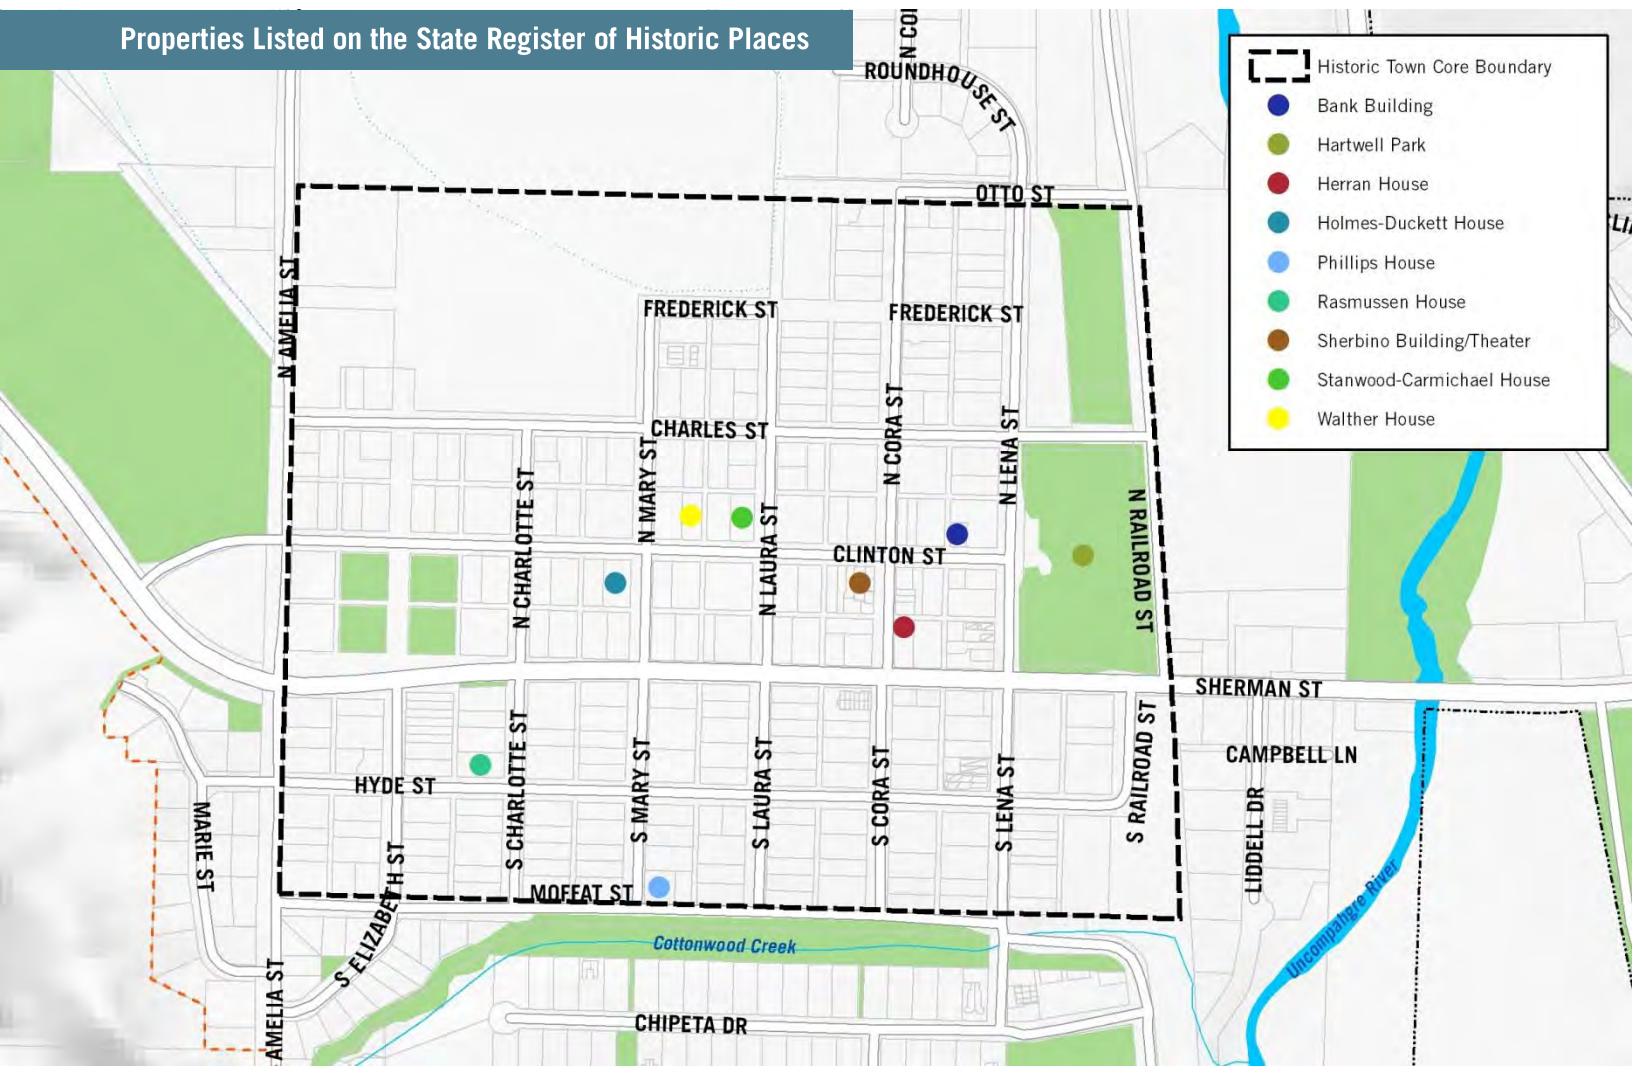 Properties Listed on the State Register of Historic Places
ROUNDHOUSE ST
Historic Town Core Boundary
Bank Building
Hartwell Park
Herran House
Holmes-Duckett House
Phillips House
Rasmussen House
Sherbino Building/Theater
Stanwood-Carmichael House
Walther House
OTTO ST
N AMELIA ST
FREDERICK ST
FREDERICK ST
CHARLES ST
N CORA ST
N LENA ST
N MARY ST
N CHARLOTTE ST
N LAURA ST
N RAILROAD ST
CLINTON ST
SHERMAN ST
CAMPBELL LN
HYDE ST
S CHARLOTTE ST
S MARY ST
S LAURA ST
S CORA ST
S LENA ST
S RAILROAD ST
LIDDELL DR
MARIE ST
S ELIZABETH ST
MOFFAT ST
Cottonwood Creek
Uncompahgre River
AMELIA ST
CHIPETA DR